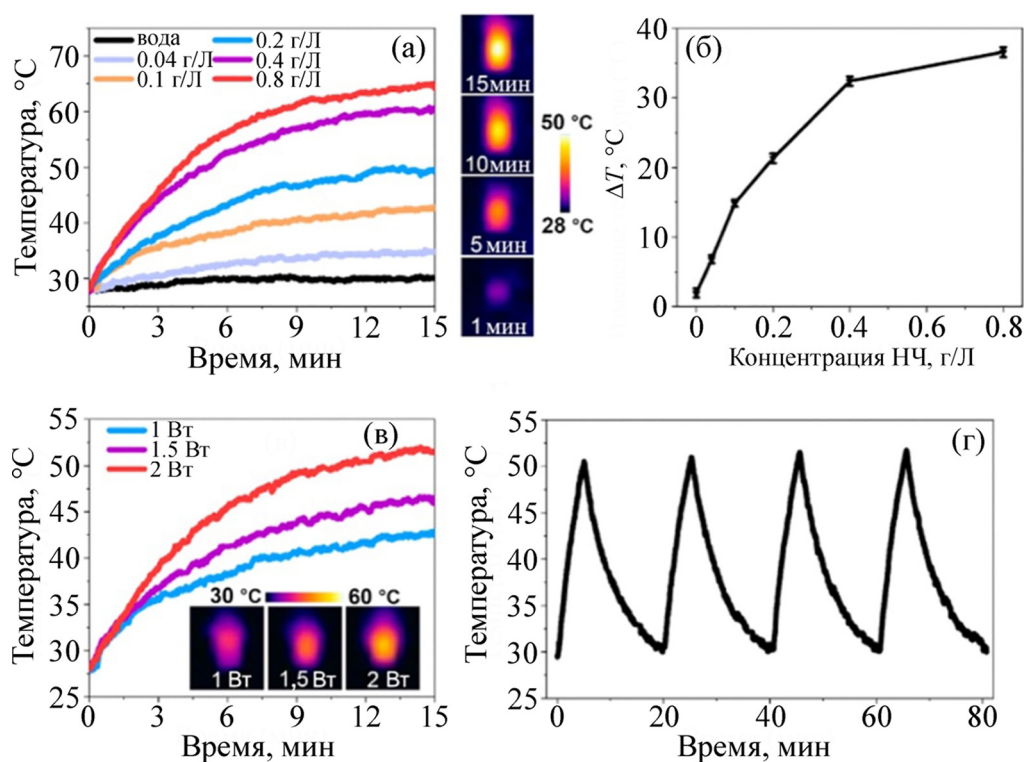 (а)
вода
0.04 г/Л
0.1 г/Л
0.2 г/Л
0.4 г/Л
0.8 г/Л
Температура, °C
70
60
50
40
30
0 3 6 9 12 15
Время, мин
15мин
10мин
5 мин
1 мин
50 °C
28 °C
(б)
ΔT, °C
40
30
20
10
0
0 0.2 0.4 0.6 0.8
Концентрация НЧ, г/Л
(в)
1 Вт
1.5 Вт
2 Вт
Температура, °C
55
50
45
40
35
30
25
30 °C 60 °C
1 Вт 1,5 Вт 2 Вт
0 3 6 9 12 15
Время, мин
(г)
Температура, °C
55
50
45
40
35
30
25
0 20 40 60 80
Время, мин